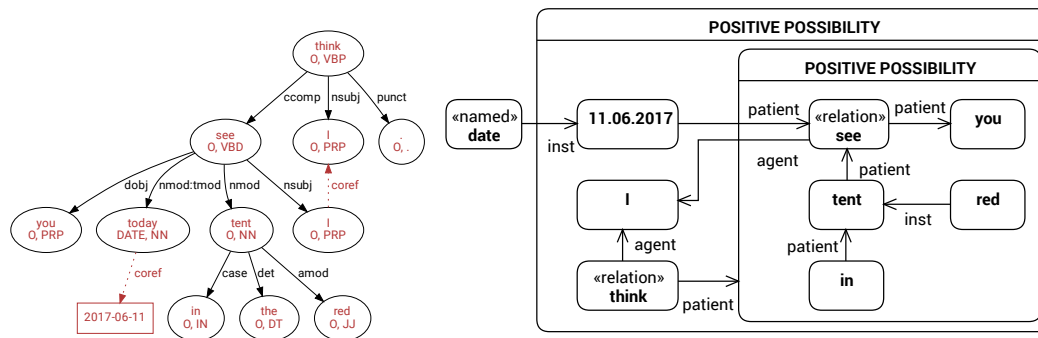 think
O, VBP
ccomp
nsubj
punct
see
O, VBD
I
O, PRP
.
O, .
dobj
nmod:tmod
nmod
nsubj
coref
you
O, PRP
today
DATE, NN
tent
O, NN
I
O, PRP
coref
case
det
amod
2017-06-11
in
O, IN
the
O, DT
red
O, JJ
POSITIVE POSSIBILITY
POSITIVE POSSIBILITY
«named»
date
inst
11.06.2017
patient
«relation»
see
patient
you
agent
patient
I
tent
inst
red
agent
patient
«relation»
think
patient
in